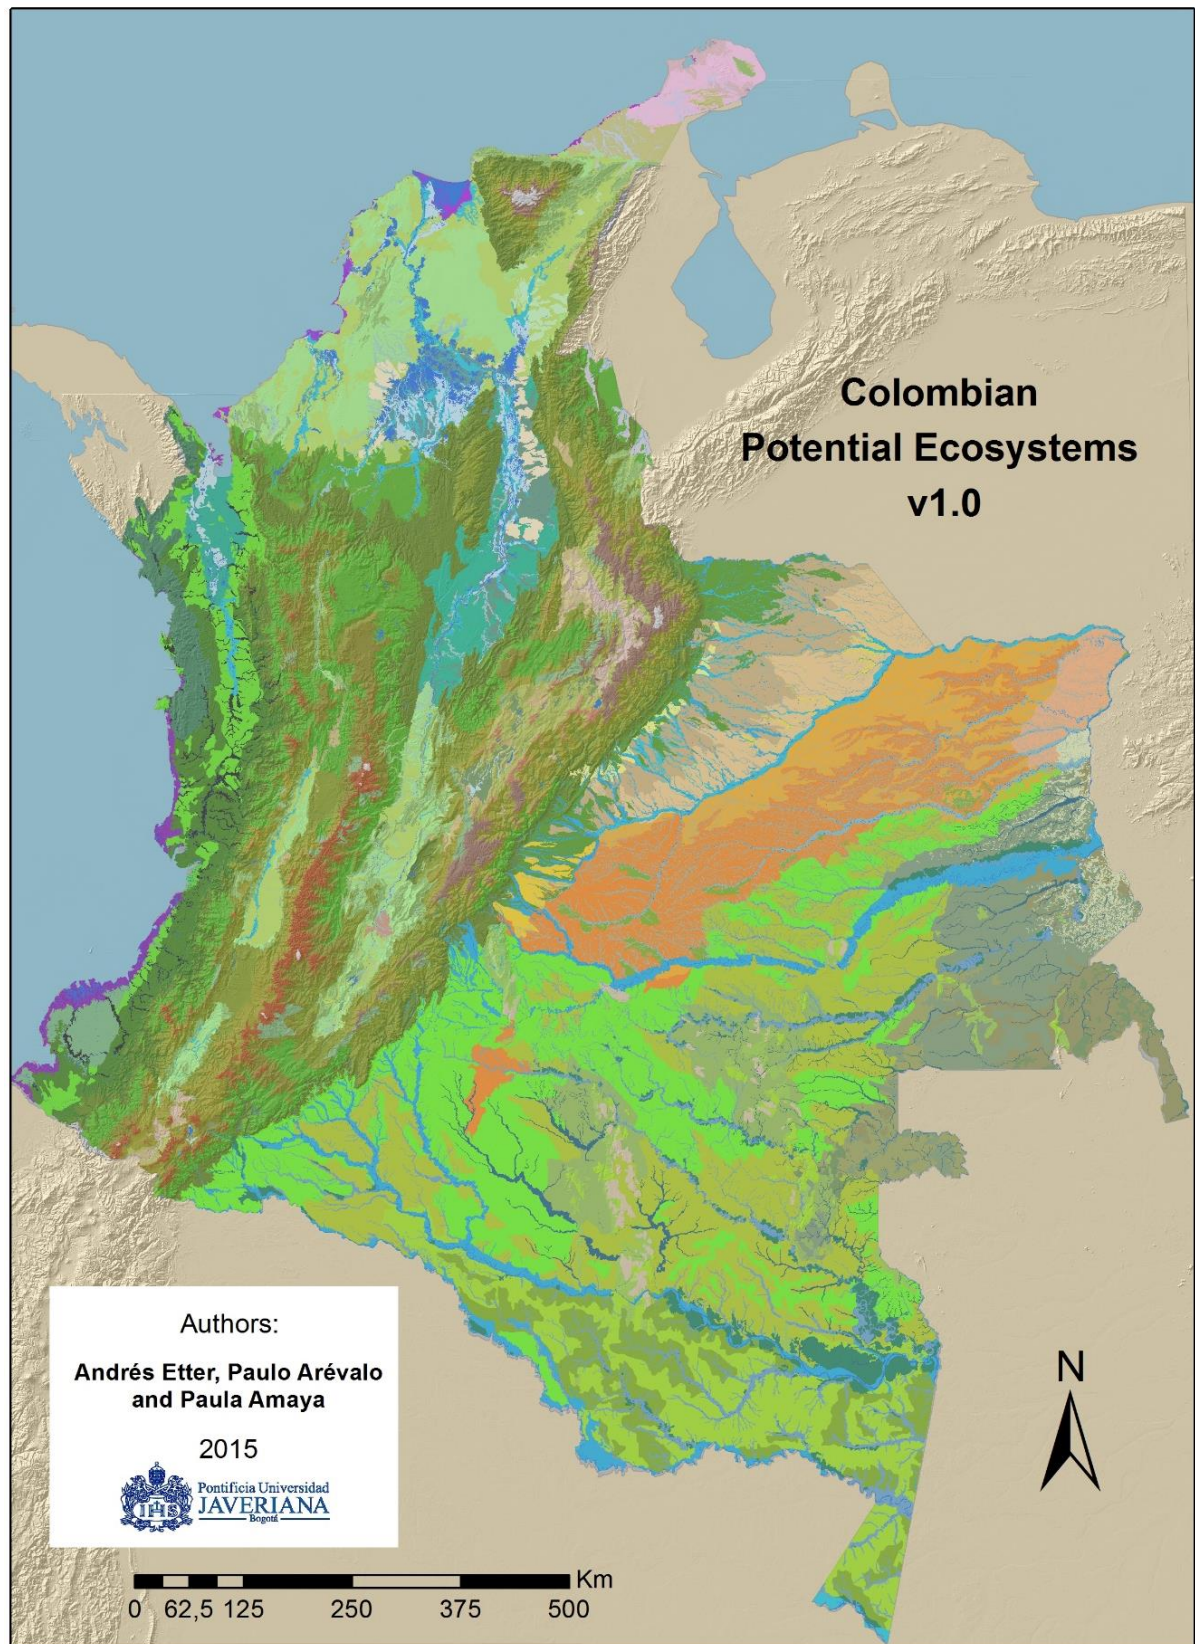 Colombian
Potential Ecosystems
v1.0
Authors:
Andrés Etter, Paulo Arévalo
and Paula Amaya
2015
IHS
Pontificia Universidad
JAVERIANA
Bogotá
N
Km
0 62,5 125 250 375 500